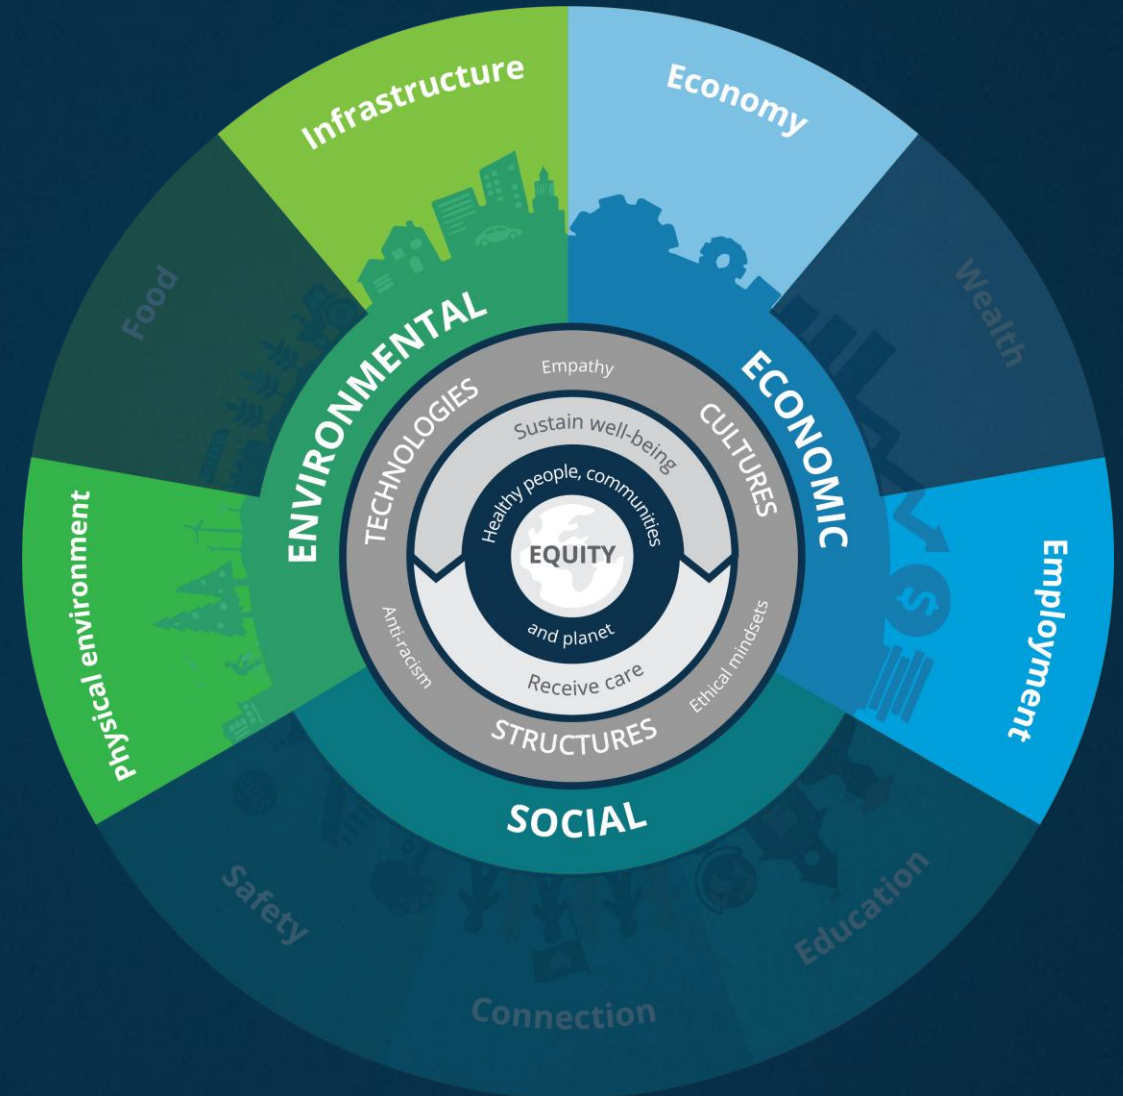 Infrastructure
Economy
Wealth
Employment
Education
Connection
Safety
Physical environment
Food
ENVIRONMENTAL
ECONOMIC
SOCIAL
TECHNOLOGIES
Empathy
CULTURES
Ethical mindsets
STRUCTURES
Anti-racism
Sustain well-being
Receive care
Healthy people, communities
and planet
EQUITY
$